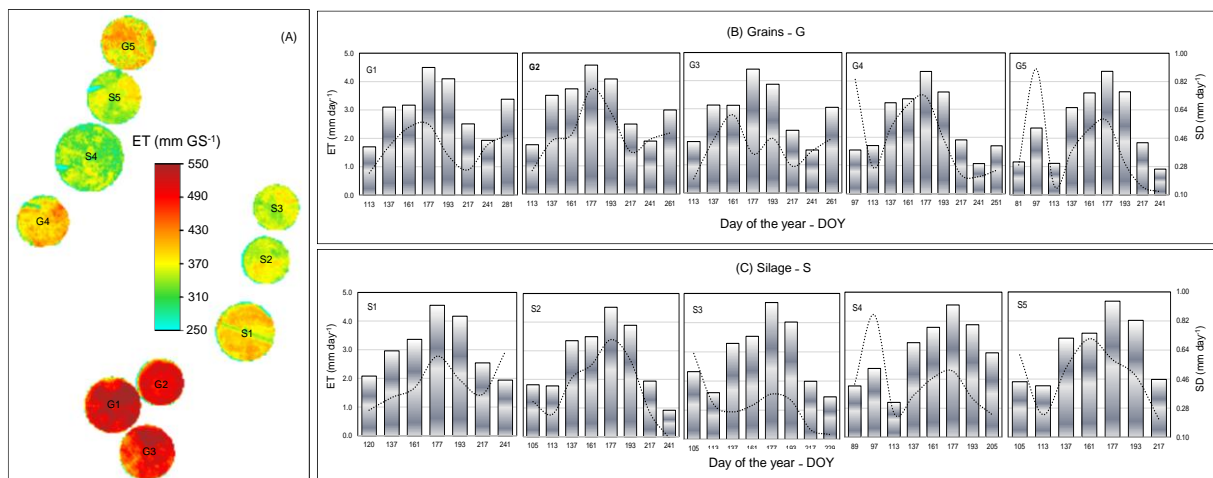 (A)
G5
S5
S4
G4
S3
S2
S1
G2
G1
G3
ET (mm GS⁻¹)
550
490
430
370
310
250
(B) Grains - G
ET (mm day⁻¹)
5.0
4.0
3.0
2.0
1.0
0.0
G1 G2 G3 G4 G5
1.00
0.82
0.64
0.46
0.28
0.10
SD (mm day⁻¹)
113 137 161 177 193 217 241 281
113 137 161 177 193 217 241 261
113 137 161 177 193 217 241 261
97 113 137 161 177 193 217 241 251
81 97 113 137 161 177 193 217 241
Day of the year - DOY
(C) Silage - S
ET (mm day⁻¹)
5.0
4.0
3.0
2.0
1.0
0.0
S1 S2 S3 S4 S5
1.00
0.82
0.64
0.46
0.28
0.10
SD (mm day⁻¹)
120 137 161 177 193 217 241
105 113 137 161 177 193 217 241
105 113 137 161 177 193 217 229
89 97 113 137 161 177 193 205
105 113 137 161 177 193 217
Day of the year - DOY